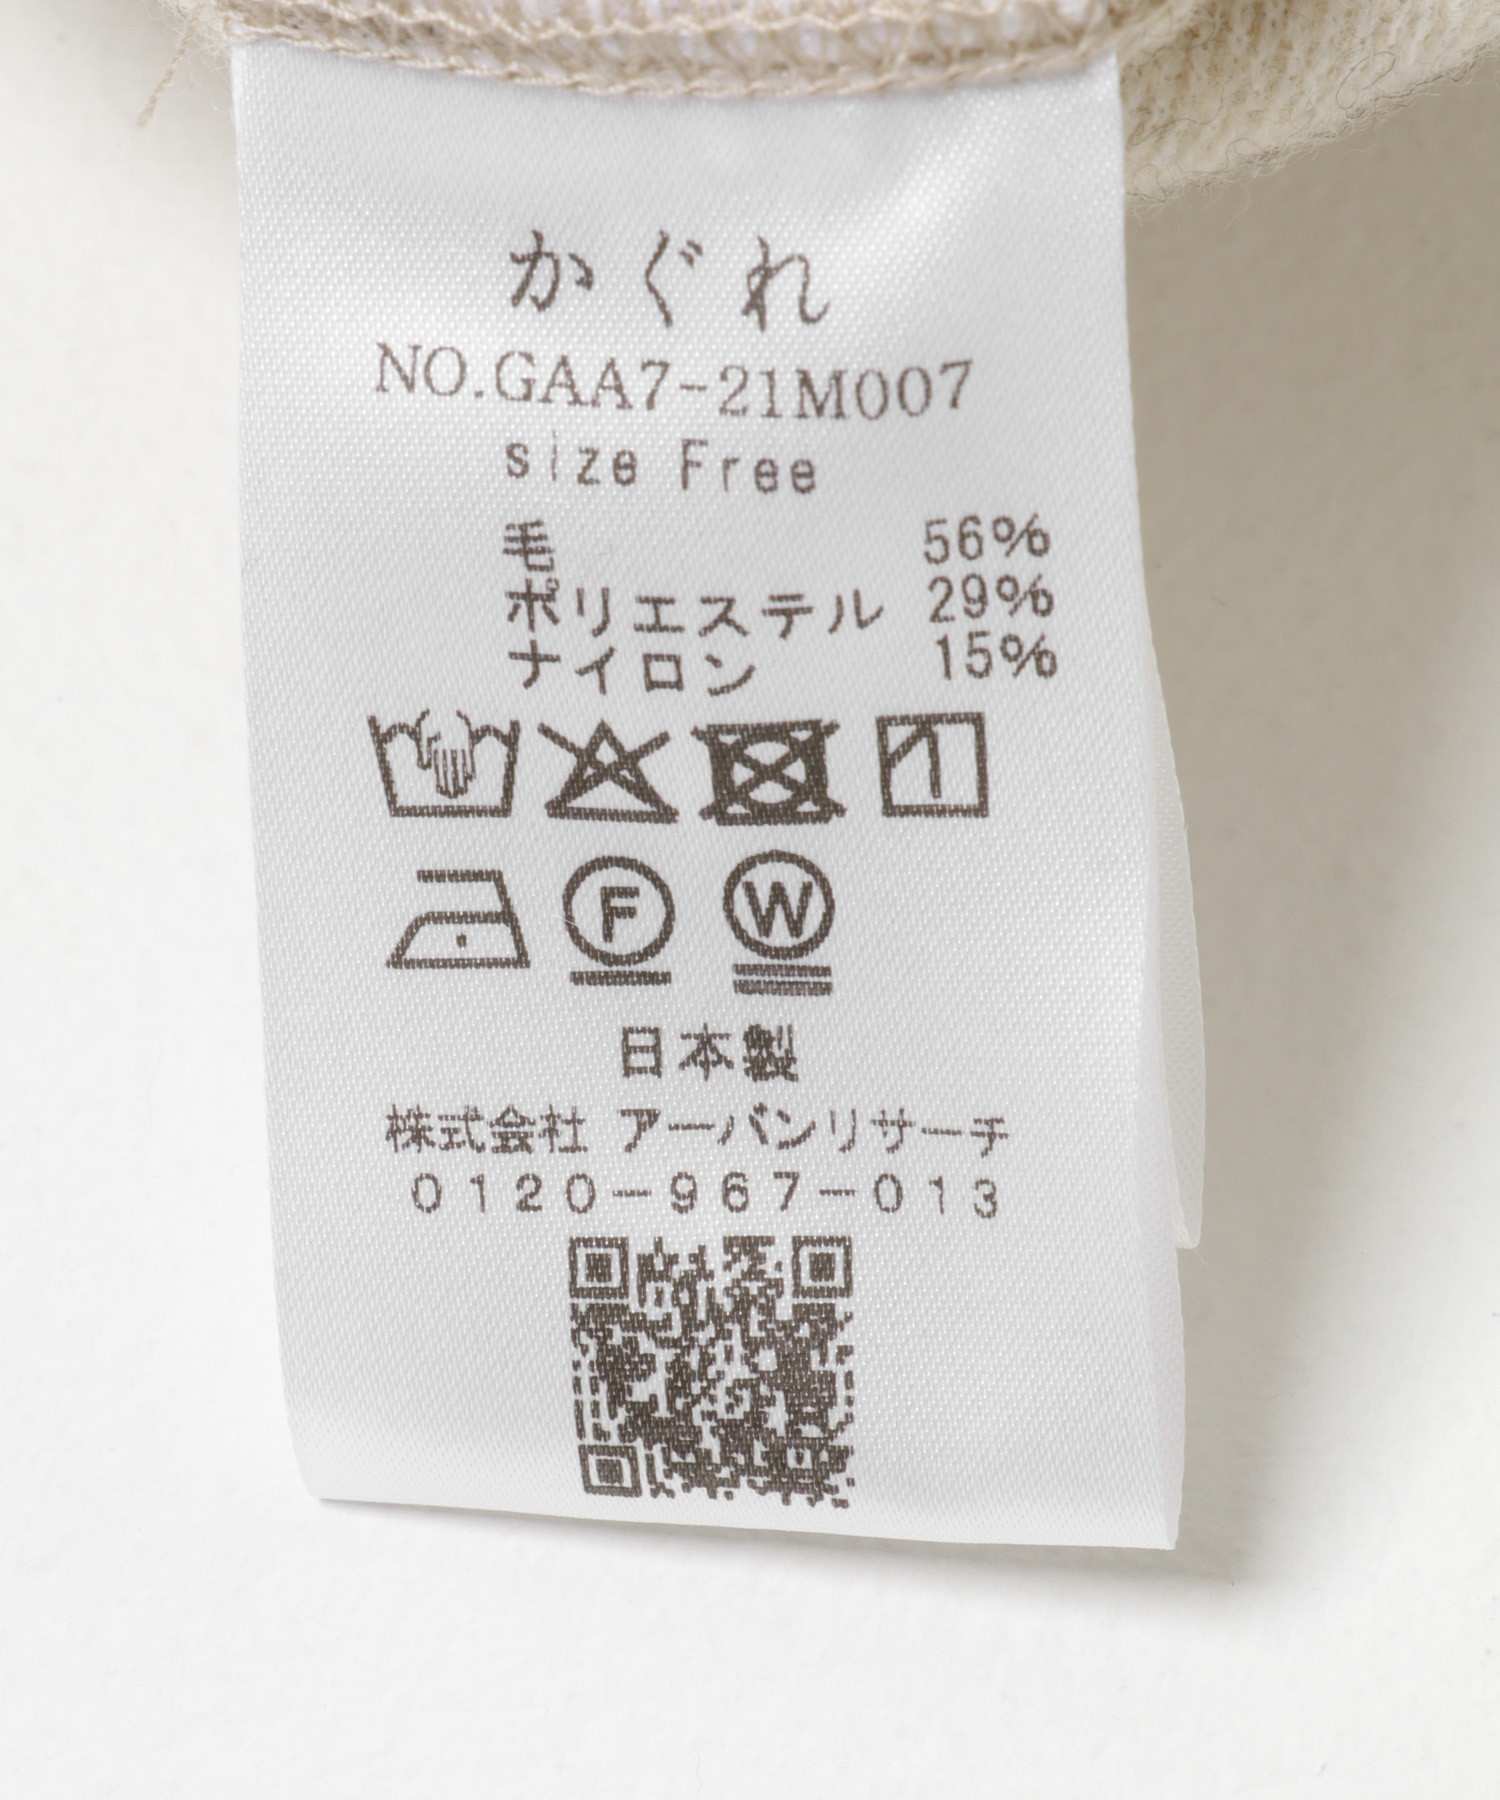 かぐれ
NO.GAA7-21M007
size Free
毛 56%
ポリエステル 29%
ナイロン 15%
F W
日本製
株式会社 アーバンリサーチ
0120-967-013